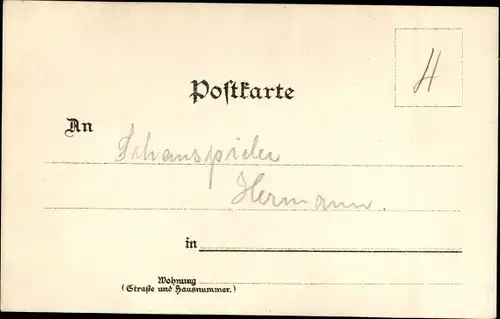 H
Postkarte
An
Schauspieler
Hermann.
in
Wohnung
(Straße und Hausnummer.)